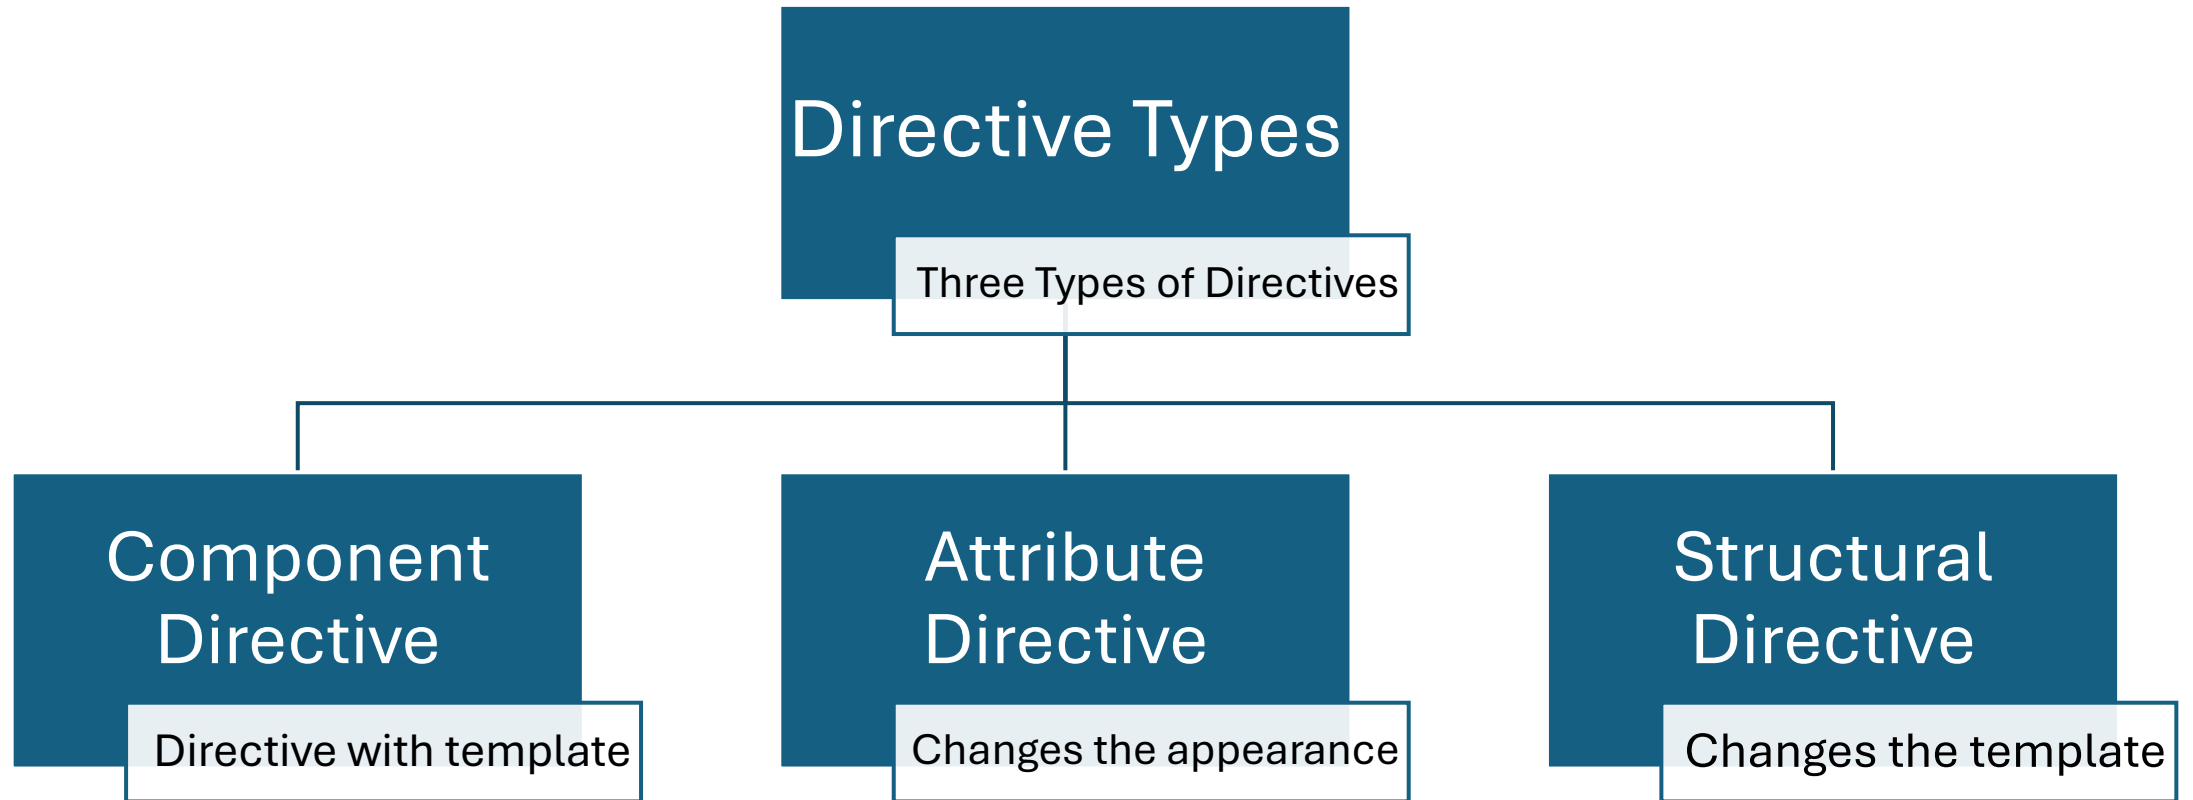 Directive Types
Three Types of Directives
Component
Directive
Directive with template
Attribute
Directive
Changes the appearance
Structural
Directive
Changes the template